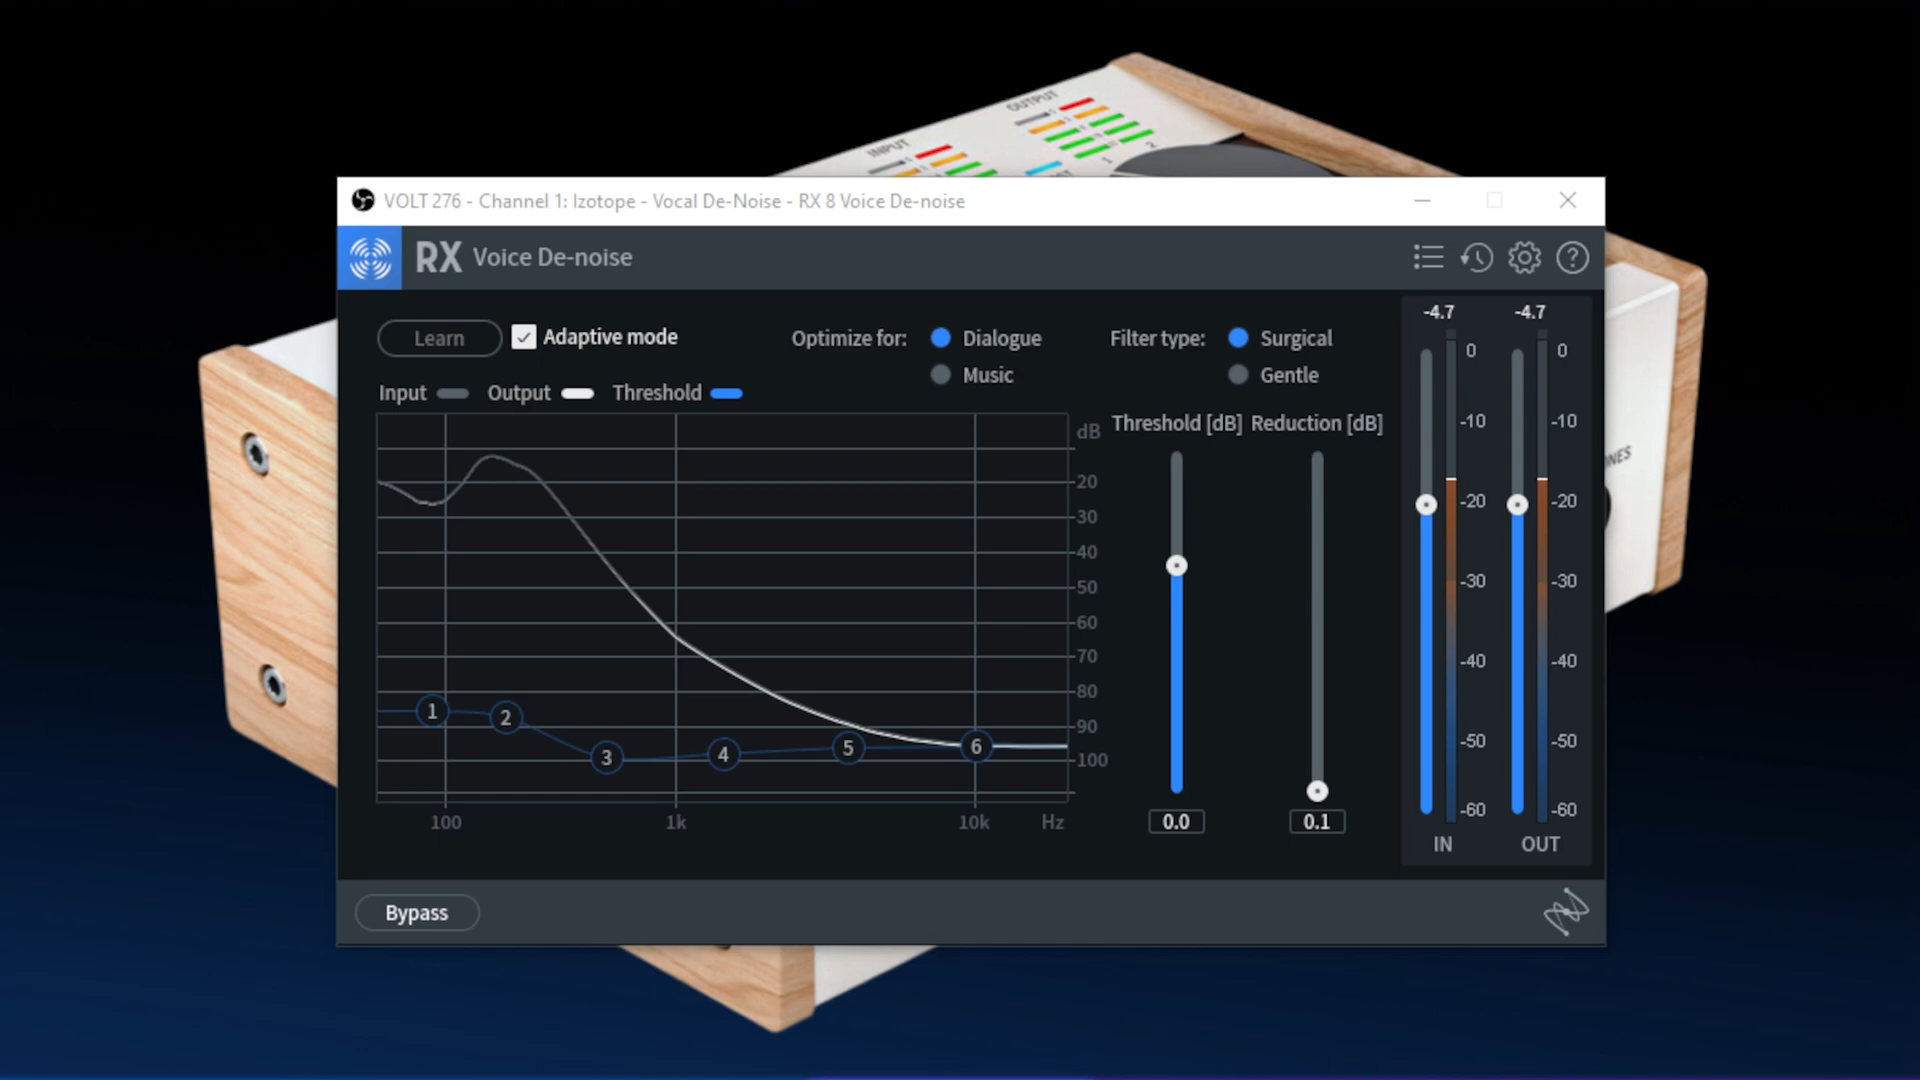 OUTPUT
INPUT
1 2
VOLT 276 - Channel 1: Izotope - Vocal De-Noise - RX 8 Voice De-noise
RX Voice De-noise
Learn Adaptive mode Optimize for: Dialogue Filter type: Surgical
Music Gentle
Input Output Threshold
Threshold [dB] Reduction [dB]
-4.7 -4.7
0 0
-10 -10
-20 -20
-30 -30
-40 -40
-50 -50
-60 -60
IN OUT
dB
-20
-30
-40
-50
-60
-70
-80
-90
-100
1 2 3 4 5 6
100 1k 10k Hz
0.0 0.1
Bypass